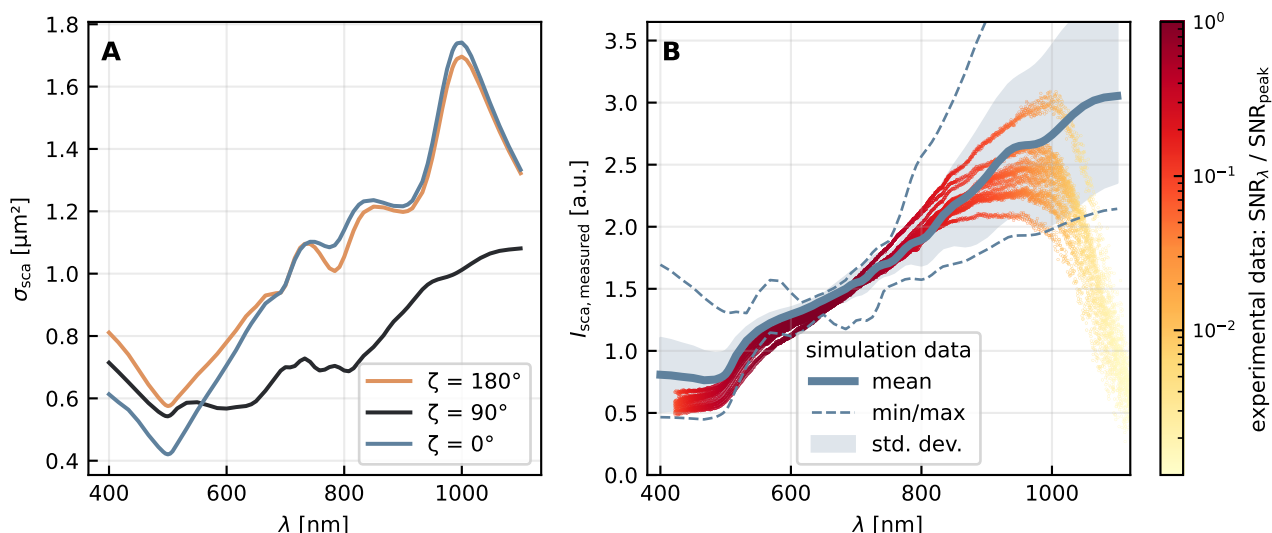 A
σsca [µm²]
1.8
1.6
1.4
1.2
1.0
0.8
0.6
0.4
400 600 800 1000
λ [nm]
ζ = 180°
ζ = 90°
ζ = 0°
B
Isca, measured [a.u.]
3.5
3.0
2.5
2.0
1.5
1.0
0.5
0.0
400 600 800 1000
λ [nm]
simulation data
mean
min/max
std. dev.
10⁰
10⁻¹
10⁻²
experimental data: SNRλ / SNRpeak